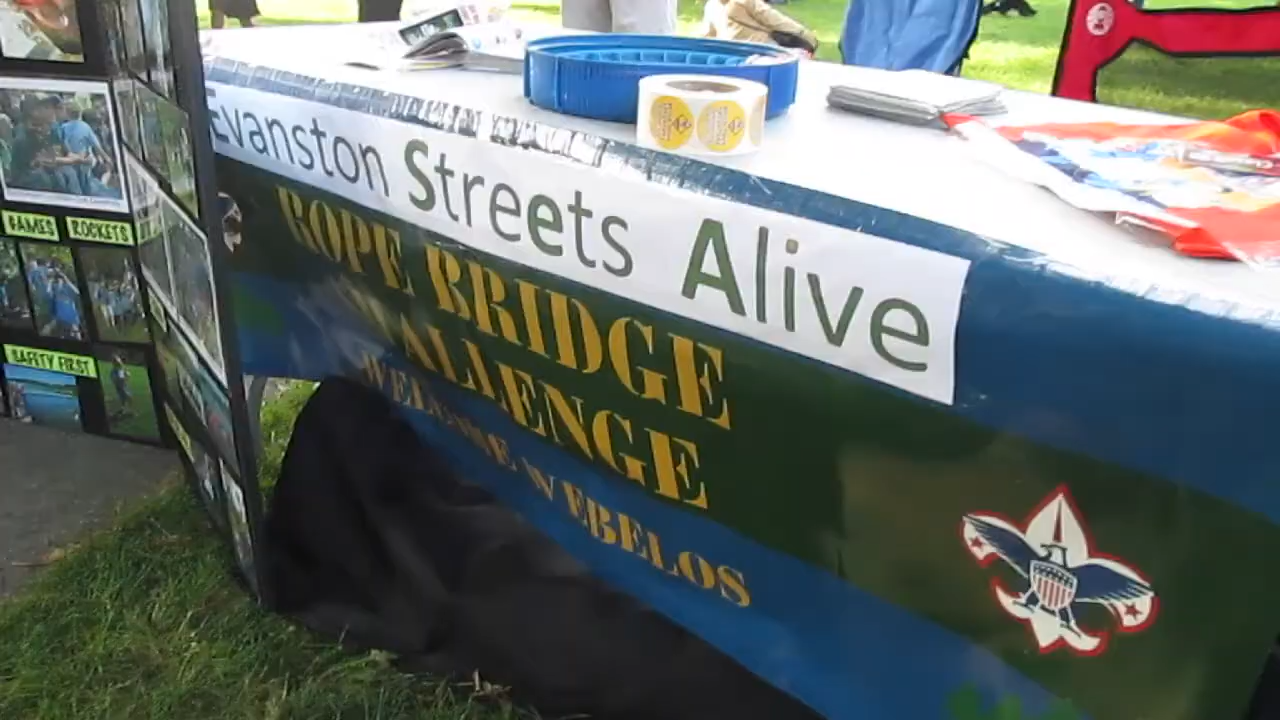 Evanston Streets Alive
ROPE BRIDGE
CHALLENGE
WELCOME WEBELOS
GAMES
ROCKETS
SAFETY FIRST